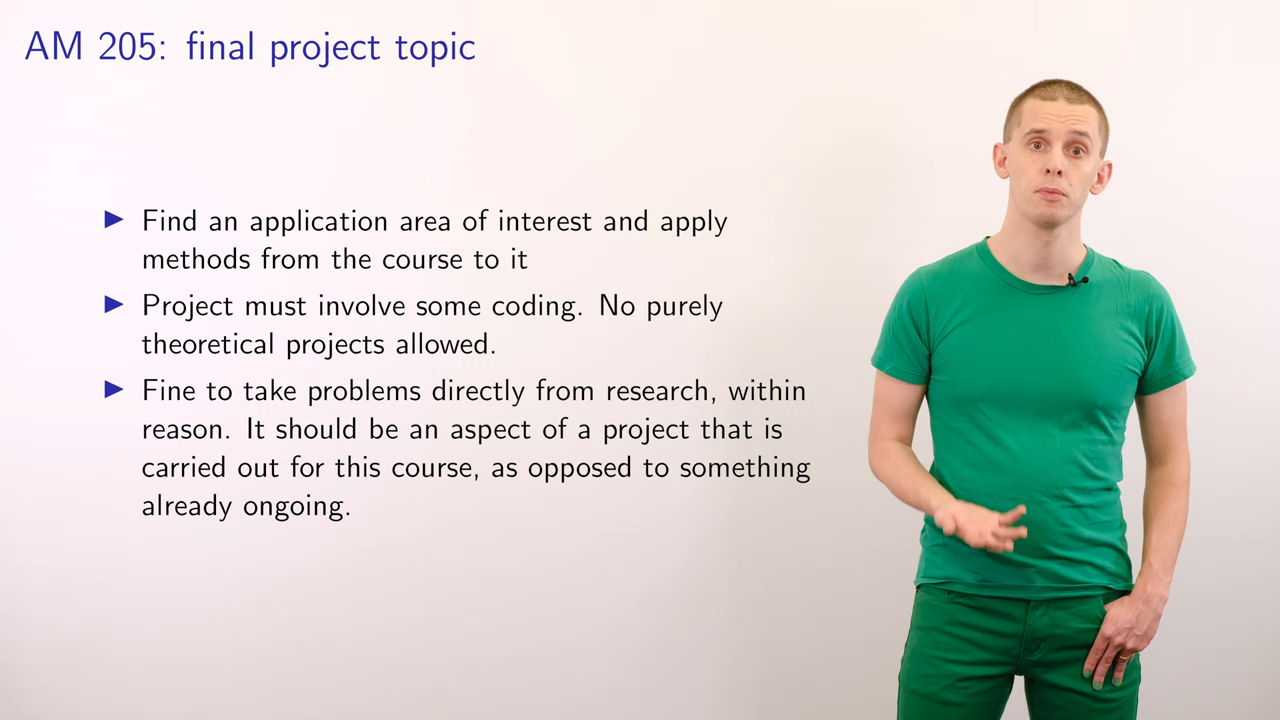 AM 205: final project topic
Find an application area of interest and apply
methods from the course to it
Project must involve some coding. No purely
theoretical projects allowed.
Fine to take problems directly from research, within
reason. It should be an aspect of a project that is
carried out for this course, as opposed to something
already ongoing.